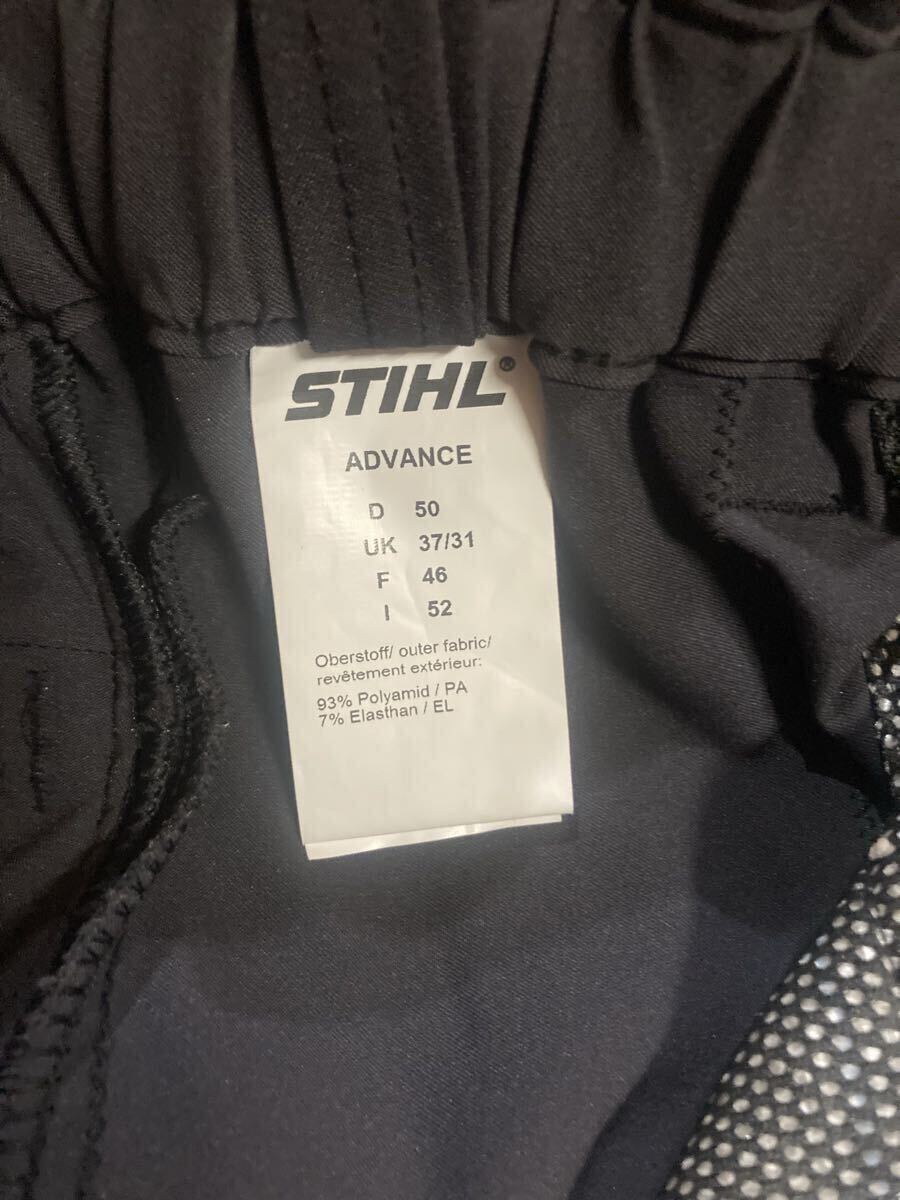 STIHL®
ADVANCE
D 50
UK 37/31
F 46
I 52
Oberstoff/ outer fabric/
revêtement extérieur:
93% Polyamid / PA
7% Elasthan / EL